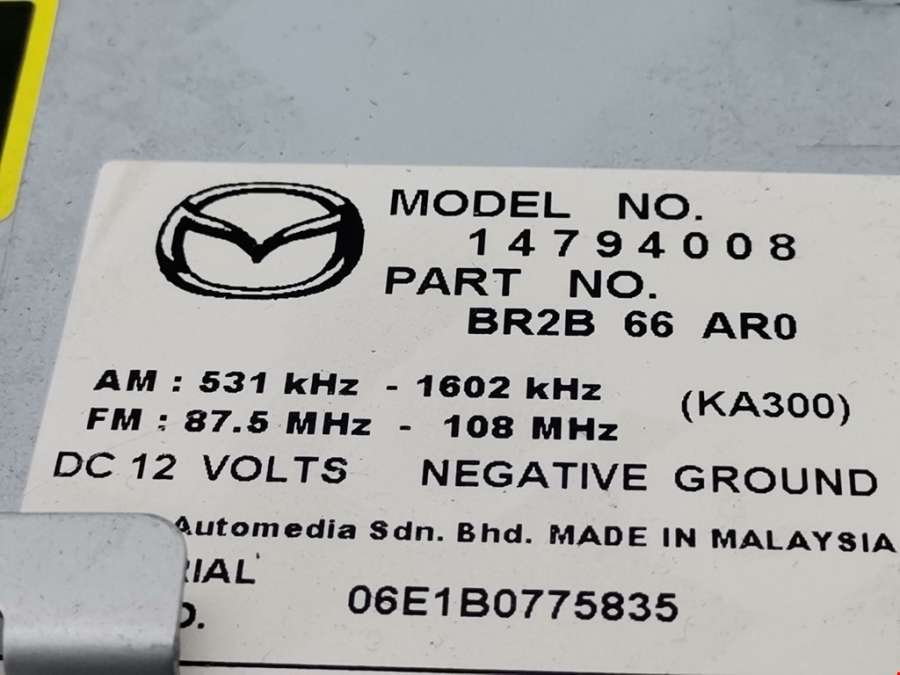 MODEL NO.
14794008
PART NO.
BR2B 66 AR0
AM : 531 kHz - 1602 kHz
(KA300)
FM : 87.5 MHz - 108 MHz
DC 12 VOLTS NEGATIVE GROUND
Automedia Sdn. Bhd. MADE IN MALAYSIA
06E1B0775835